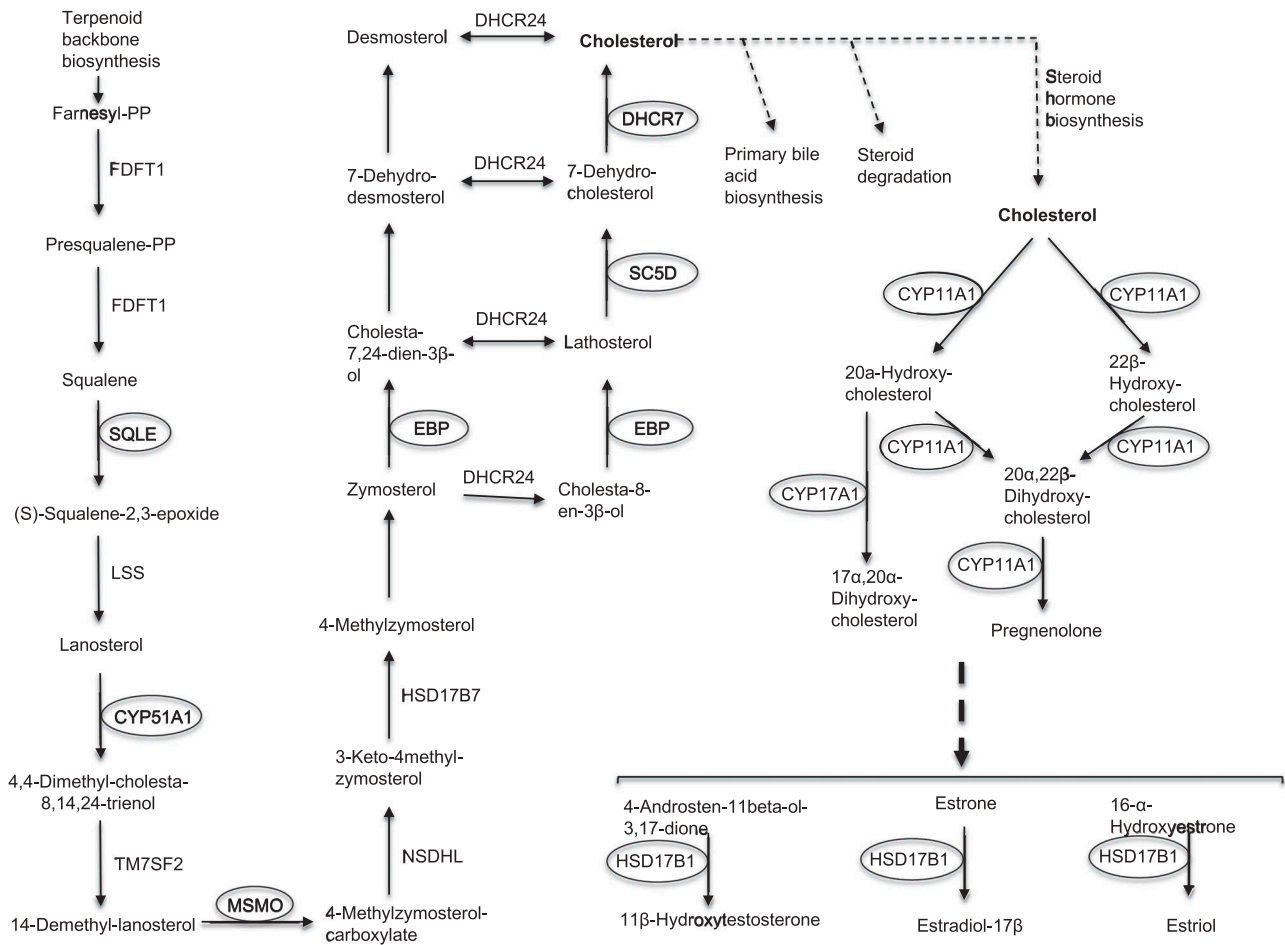 Terpenoid
backbone
biosynthesis
Farnesyl-PP
FDFT1
Presqualene-PP
FDFT1
Squalene
SQLE
(S)-Squalene-2,3-epoxide
LSS
Lanosterol
CYP51A1
4,4-Dimethyl-cholesta-
8,14,24-trienol
TM7SF2
14-Demethyl-lanosterol
MSMO
4-Methylzymosterol-
carboxylate
NSDHL
3-Keto-4methyl-
zymosterol
HSD17B7
4-Methylzymosterol
Zymosterol
DHCR24
Cholesta-8-
en-3β-ol
EBP
EBP
Cholesta-
7,24-dien-3β-
ol
DHCR24
Lathosterol
SC5D
7-Dehydro-
desmosterol
DHCR24
7-Dehydro-
cholesterol
DHCR7
Desmosterol
DHCR24
Cholesterol
Primary bile
acid
biosynthesis
Steroid
degradation
Steroid
hormone
biosynthesis
Cholesterol
CYP11A1
CYP11A1
20a-Hydroxy-
cholesterol
22β-
Hydroxy-
cholesterol
CYP11A1
CYP11A1
CYP17A1
20α,22β-
Dihydroxy-
cholesterol
CYP11A1
17α,20α-
Dihydroxy-
cholesterol
Pregnenolone
4-Androsten-11beta-ol-
3,17-dione
HSD17B1
11β-Hydroxytestosterone
Estrone
HSD17B1
Estradiol-17β
16-α-
Hydroxyestrone
HSD17B1
Estriol